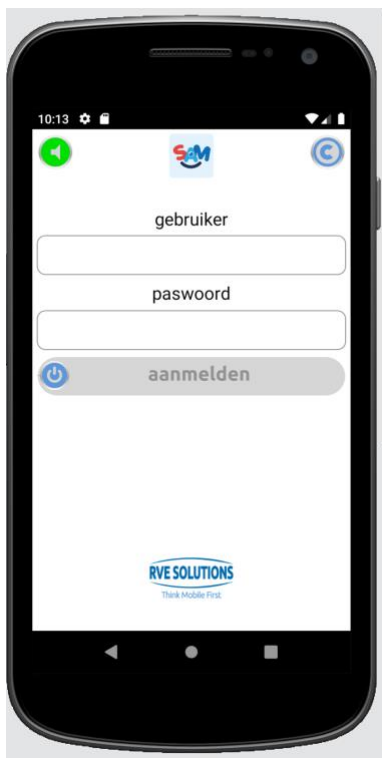 10:13
SAM
C
gebruiker
paswoord
aanmelden
RVE SOLUTIONS
Think Mobile First